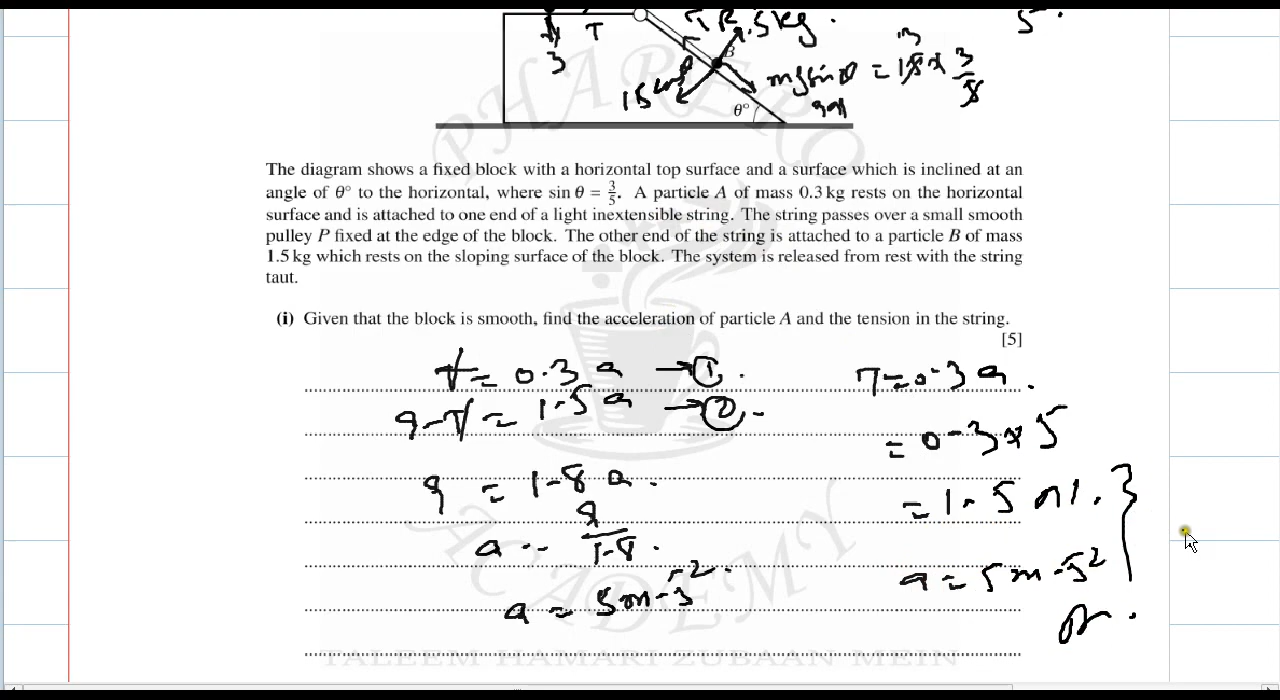 T
3
T R
.5kg.
5.
B
mg sin θ = 15 × 3/5
9N
θ°
The diagram shows a fixed block with a horizontal top surface and a surface which is inclined at an
angle of θ° to the horizontal, where sin θ = 3/5. A particle A of mass 0.3 kg rests on the horizontal
surface and is attached to one end of a light inextensible string. The string passes over a small smooth
pulley P fixed at the edge of the block. The other end of the string is attached to a particle B of mass
1.5 kg which rests on the sloping surface of the block. The system is released from rest with the string
taut.
(i) Given that the block is smooth, find the acceleration of particle A and the tension in the string.
[5]
T = 0.3 a → ①.
9 - T = 1.5 a → ②.
9 = 1.8 a.
a = 9/1.8.
a = 5 m s^-2.
T = 0.3 a.
= 0.3 × 5
= 1.5 N.
a = 5 m s^-2
PHARERO
ACADEMY
TALEEM HAMARI ZUBAAN MEIN